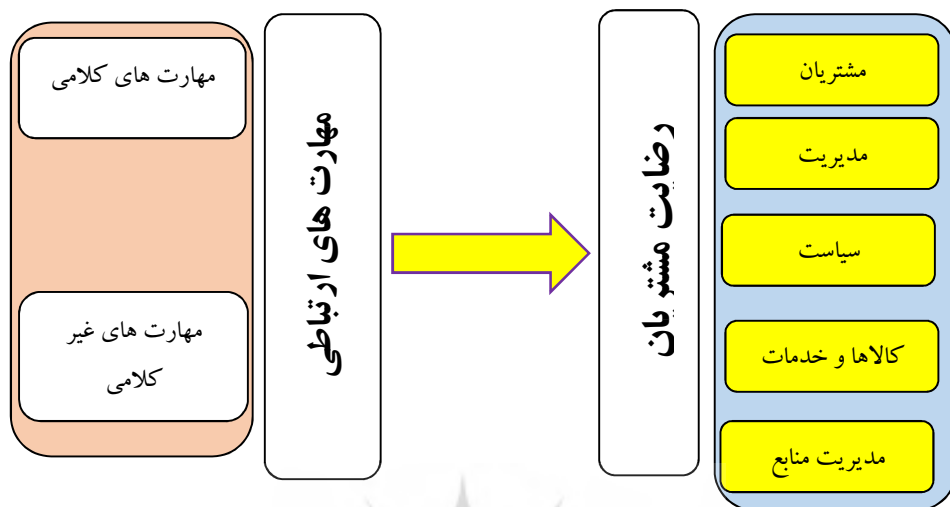 مهارت های کلامی
مهارت های غیر
کلامی
مهارت های ارتباطی
رضایت مشتریان
مشتریان
مدیریت
سیاست
کالاها و خدمات
مدیریت منابع